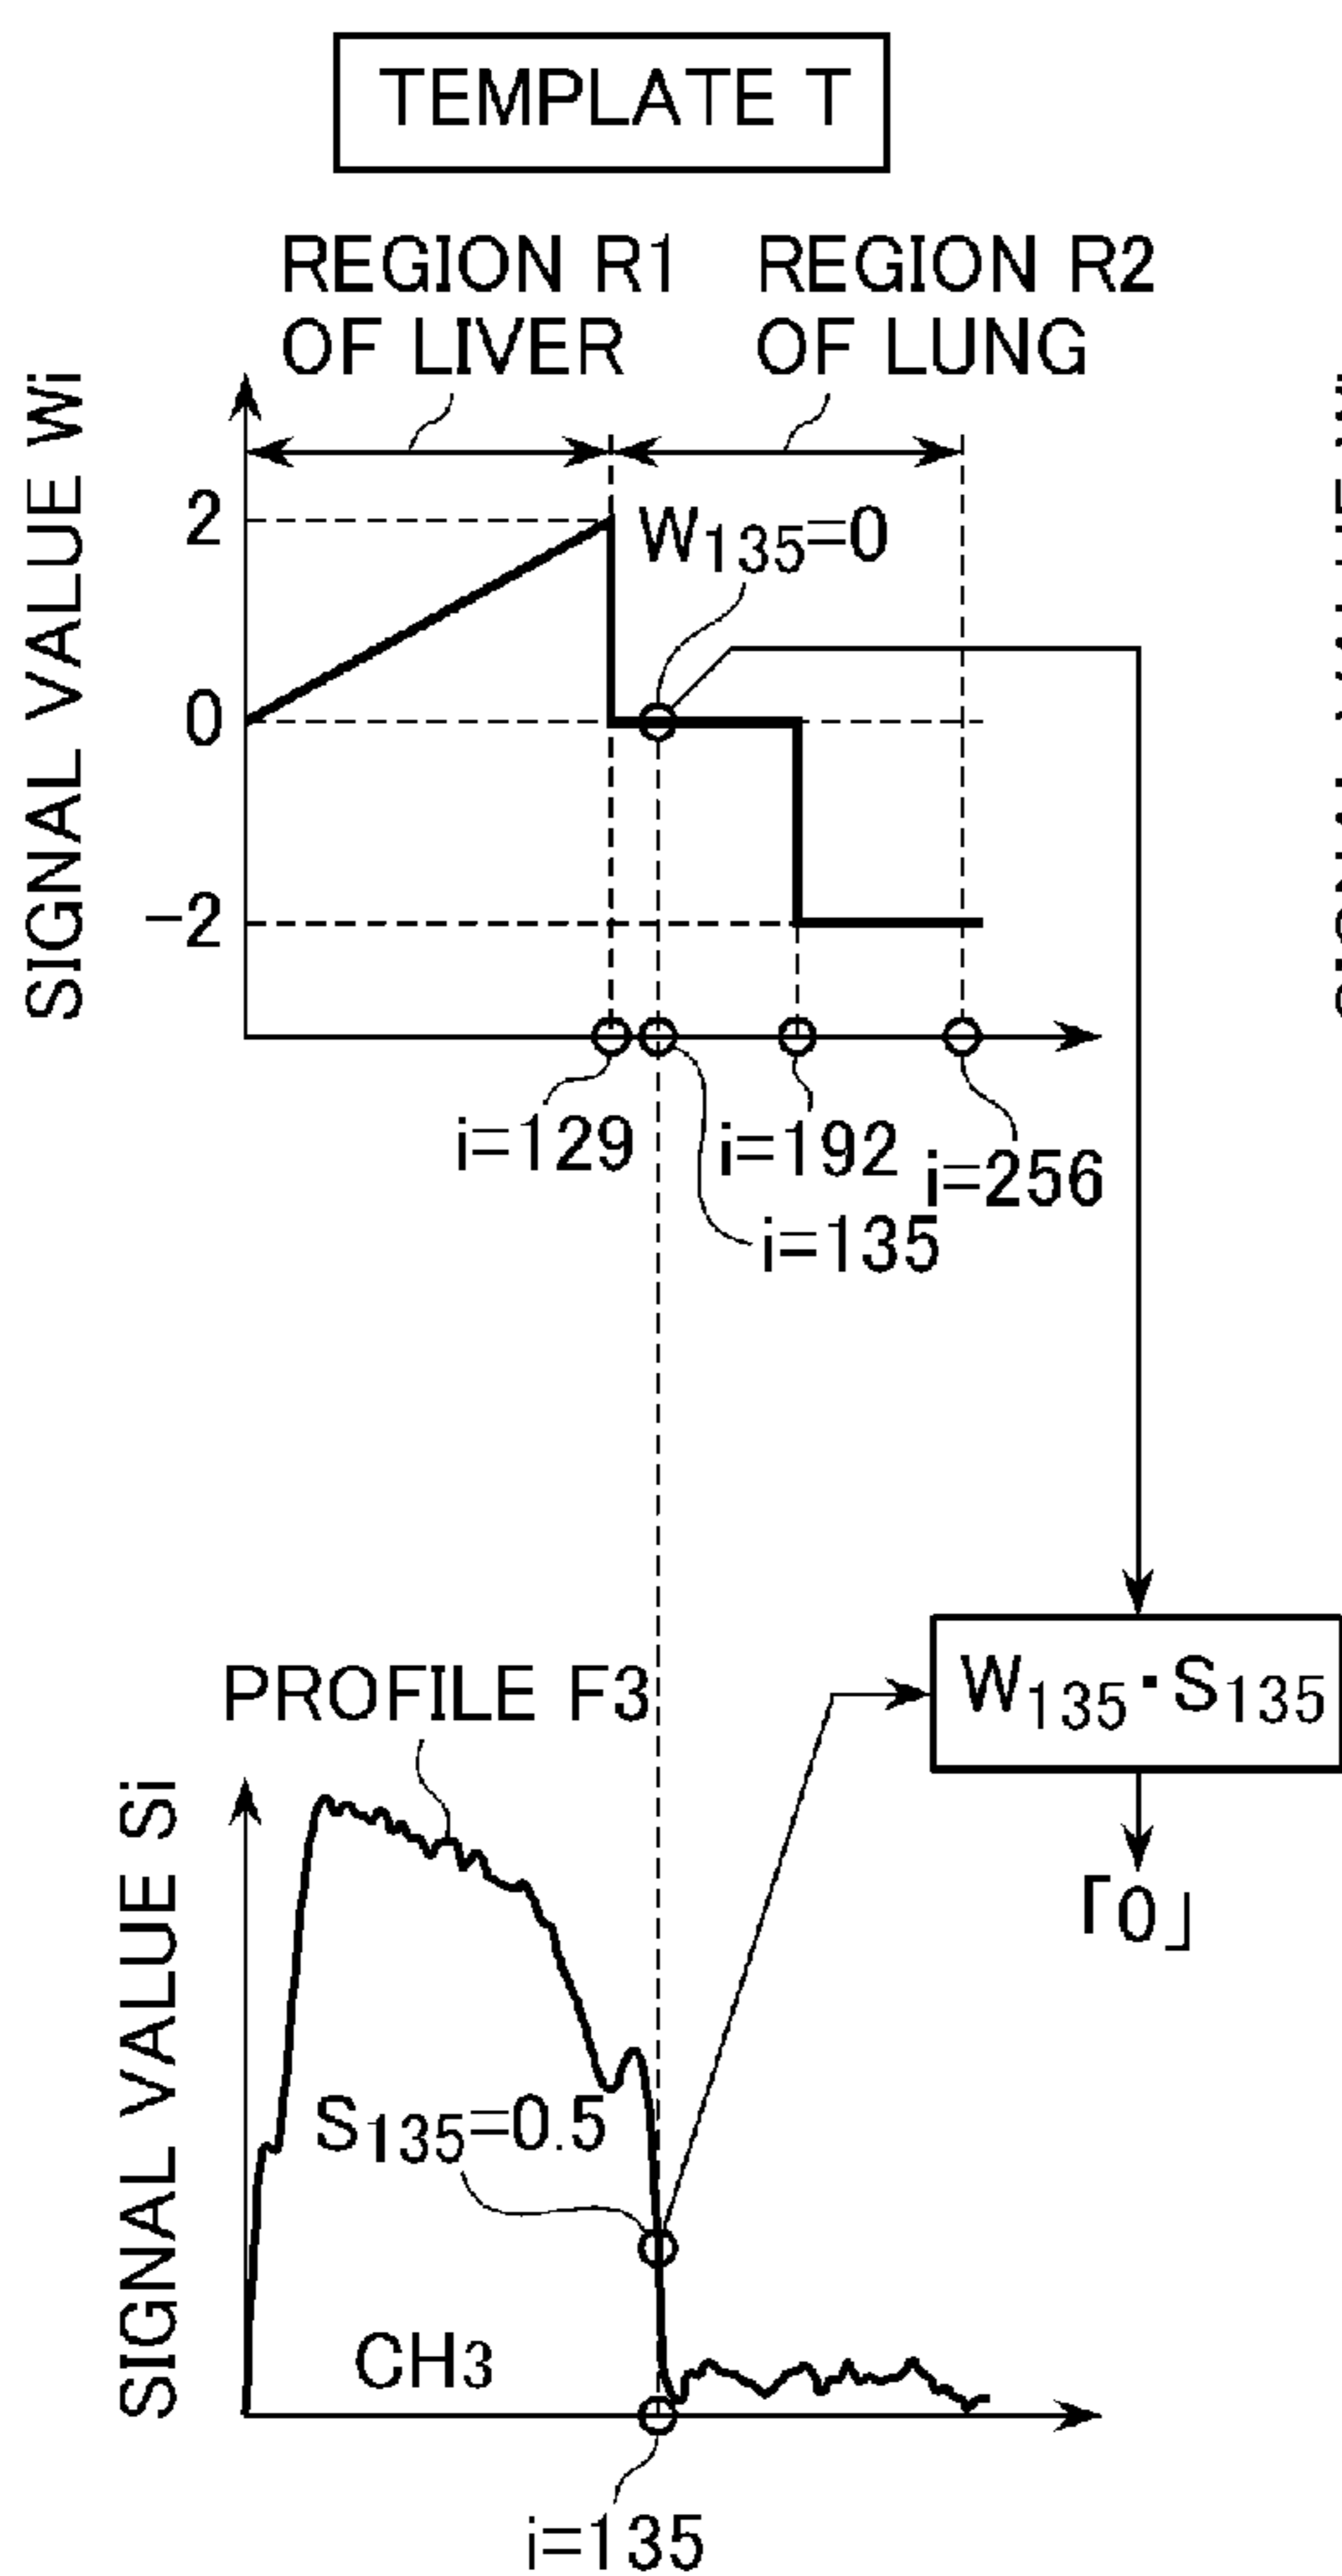 TEMPLATE T
REGION R1
OF LIVER
REGION R2
OF LUNG
SIGNAL VALUE Wi
2
0
-2
W135=0
i=129
i=192
i=256
i=135
PROFILE F3
W135・S135
SIGNAL VALUE Si
「0」
S135=0.5
CH3
i=135